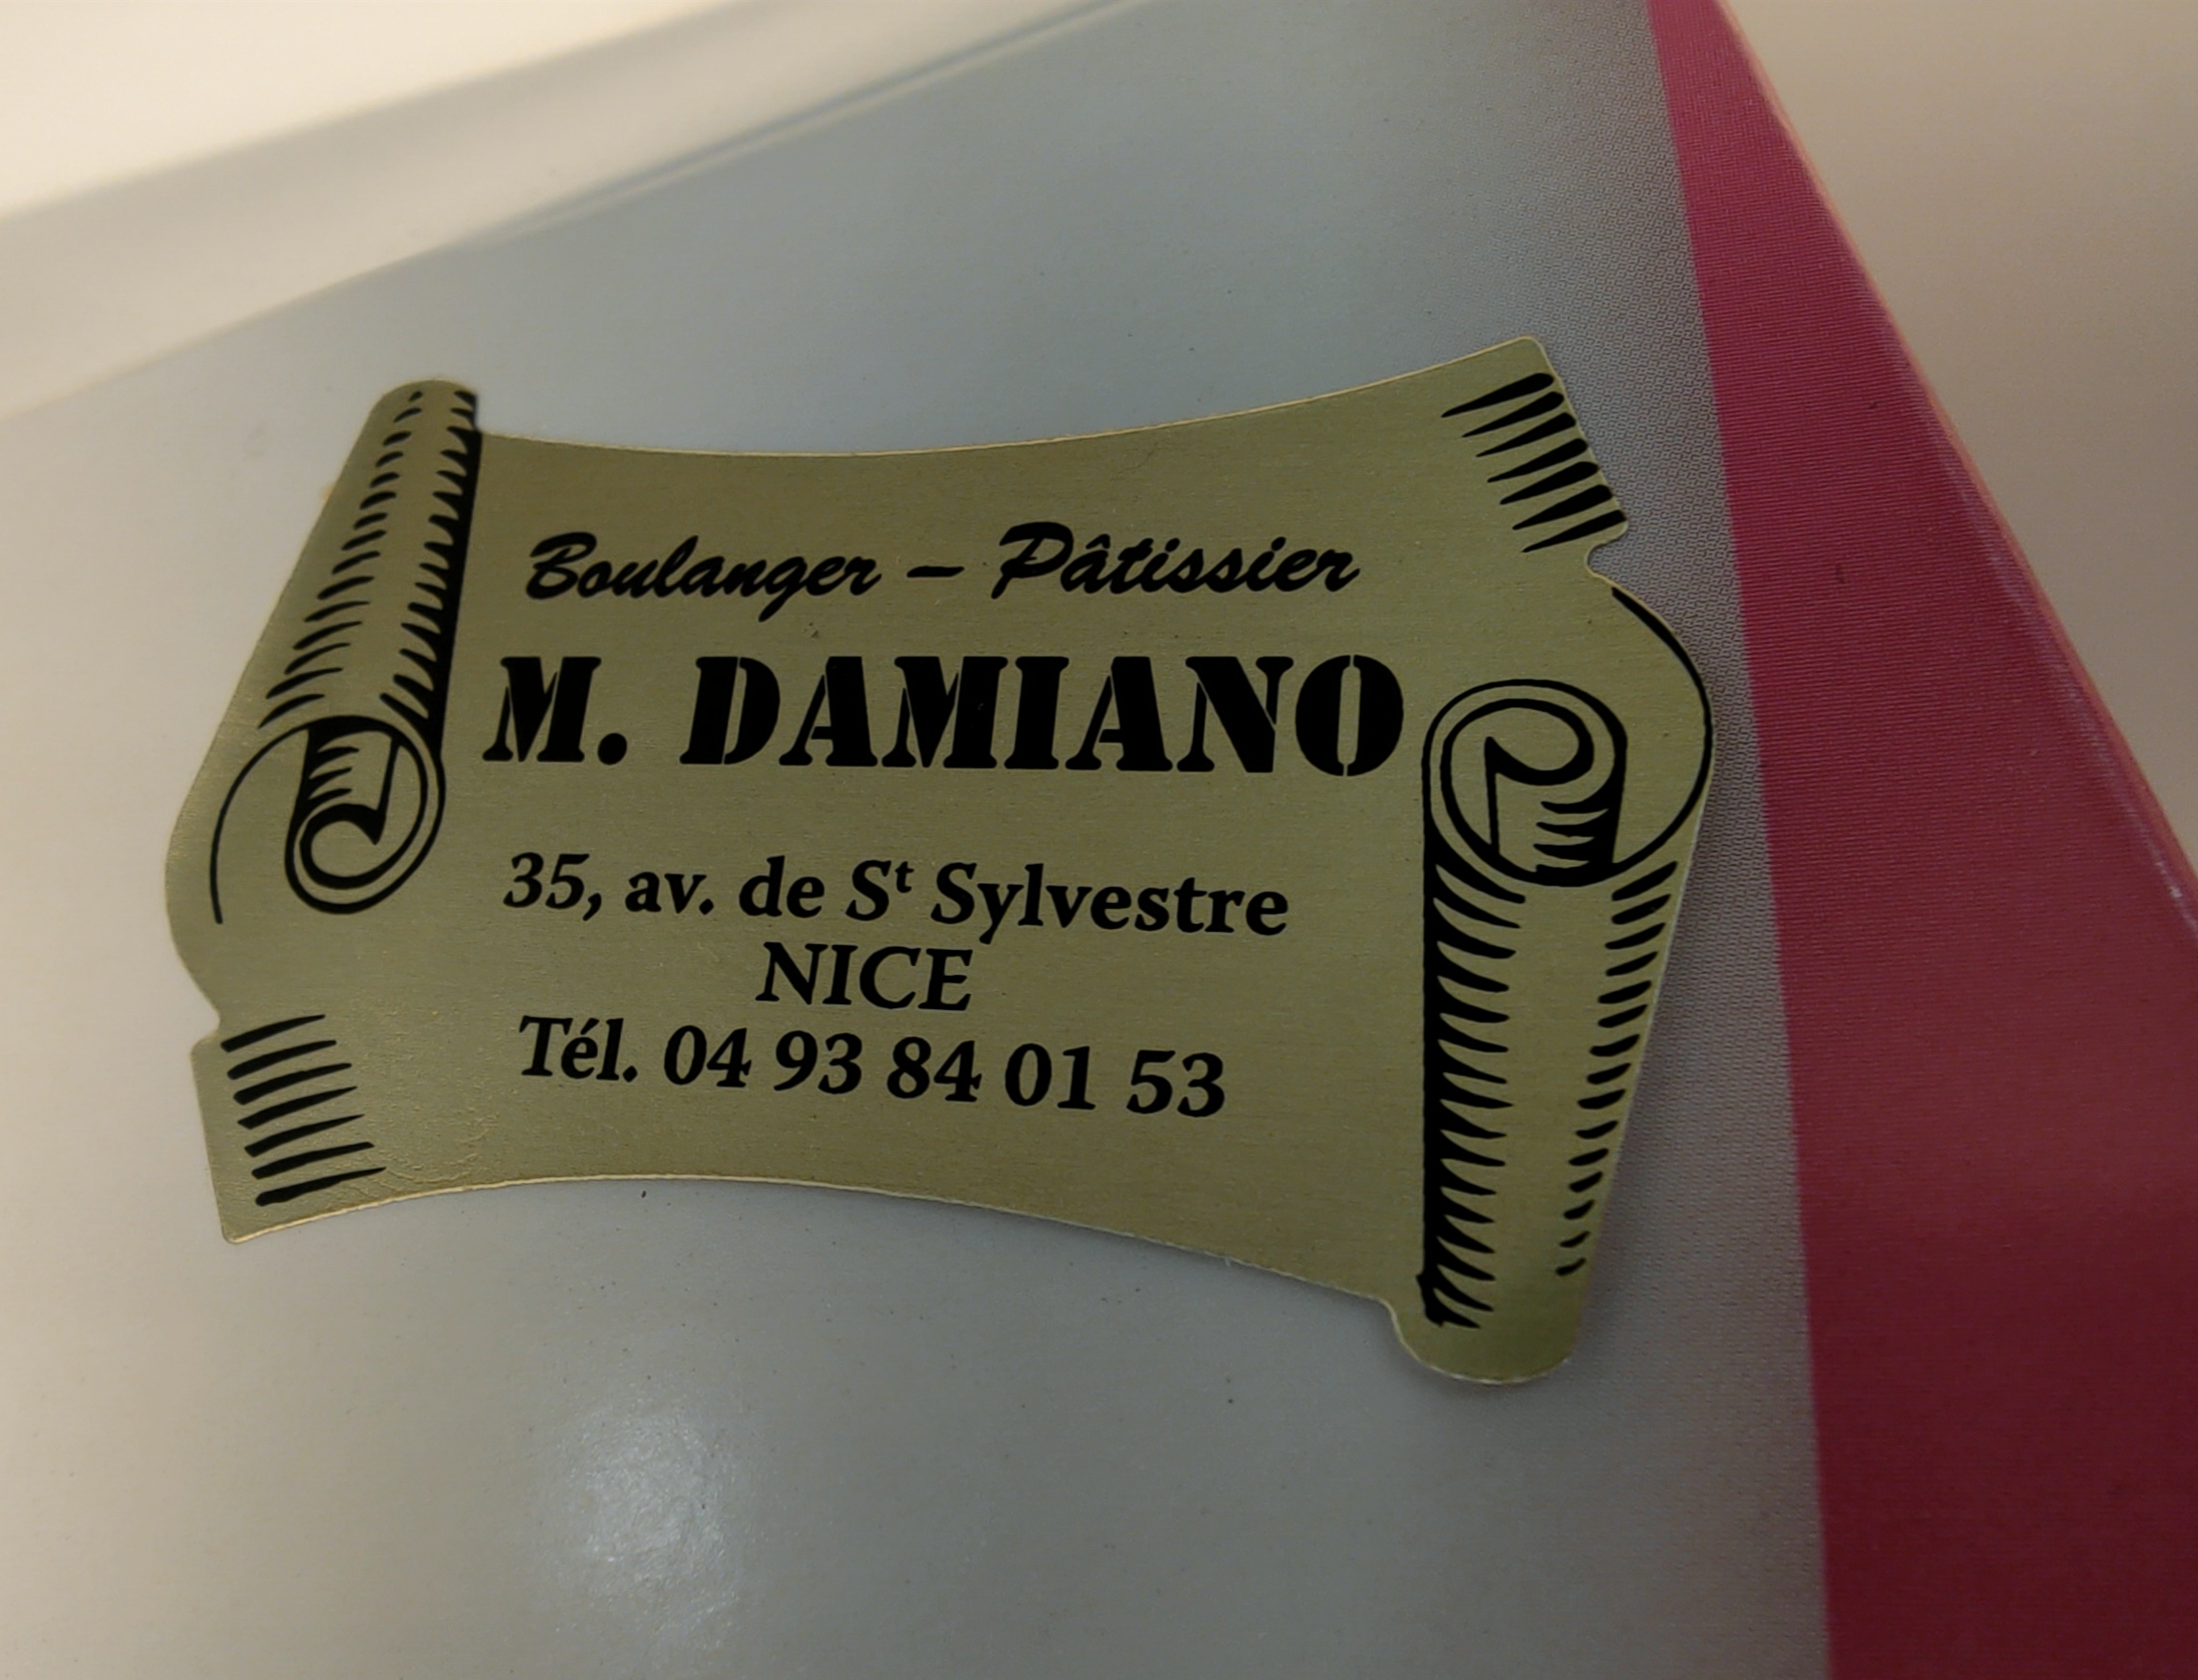 Boulanger – Pâtissier
M. DAMIANO
35, av. de Sᵗ Sylvestre
NICE
Tél. 04 93 84 01 53